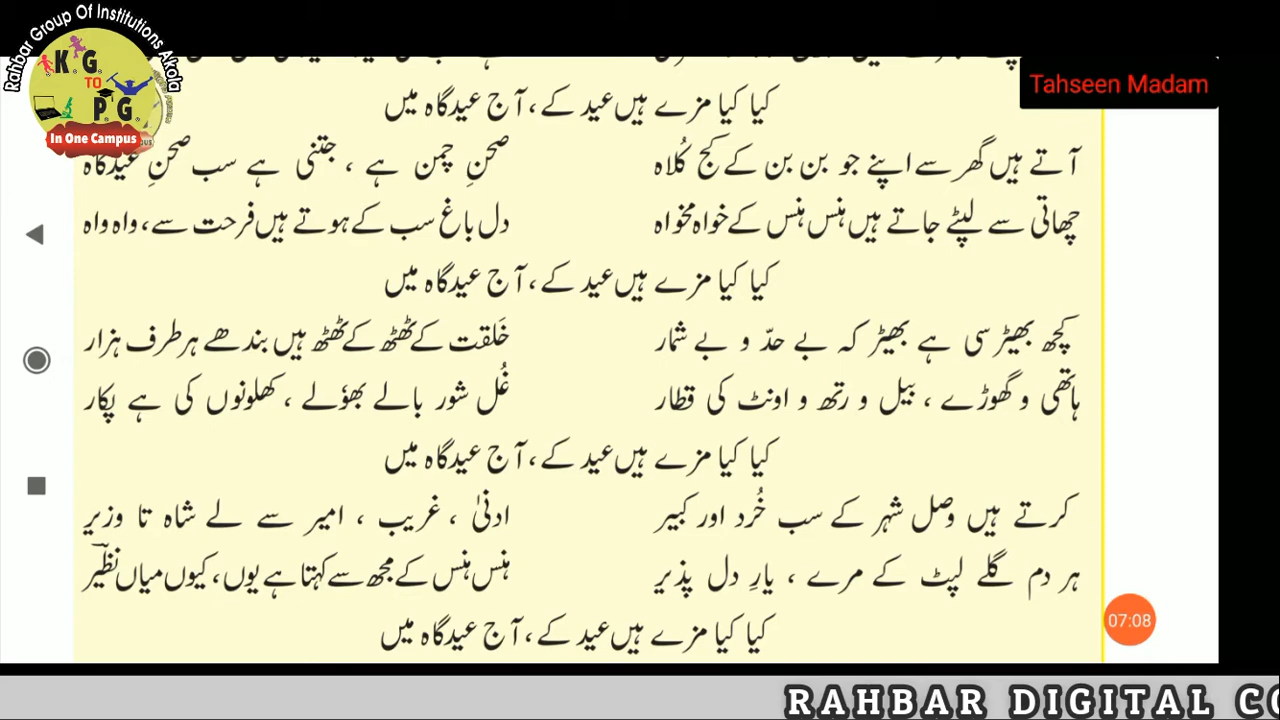 Rahbar Group Of Institutions Akola
K.G.
TO
P.G.
In One Campus
Tahseen Madam
کیا کیا مزے ہیں عید کے، آج عیدگاہ میں
آتے ہیں گھر سے اپنے جو بن بن کے کج کُلاہ صحنِ چمن ہے ، جتنی ہے سب صحنِ عیدگاہ
چھاتی سے لپٹے جاتے ہیں ہنس ہنس کے خواہ مخواہ دل باغ سب کے ہوتے ہیں فرحت سے، واہ واہ
کیا کیا مزے ہیں عید کے، آج عیدگاہ میں
کچھ بھیڑ سی ہے بھیڑ کہ بے حدّ و بے شمار خَلقت کے ٹھٹھ کے ٹھٹھ ہیں بندھے ہر طرف ہزار
ہاتھی و گھوڑے ، بیل و رتھ و اونٹ کی قطار غُل شور بالے بھولے ، کھلونوں کی ہے پکار
کیا کیا مزے ہیں عید کے، آج عیدگاہ میں
کرتے ہیں وصل شہر کے سب خُرد اور کبیر ادنیٰ ، غریب ، امیر سے لے شاہ تا وزیر
ہر دم گلے لپٹ کے مرے ، یارِ دل پذیر ہنس ہنس کے مجھ سے کہتا ہے یوں، کیوں میاں نظیرؔ
کیا کیا مزے ہیں عید کے، آج عیدگاہ میں
07:08
RAHBAR DIGITAL CO